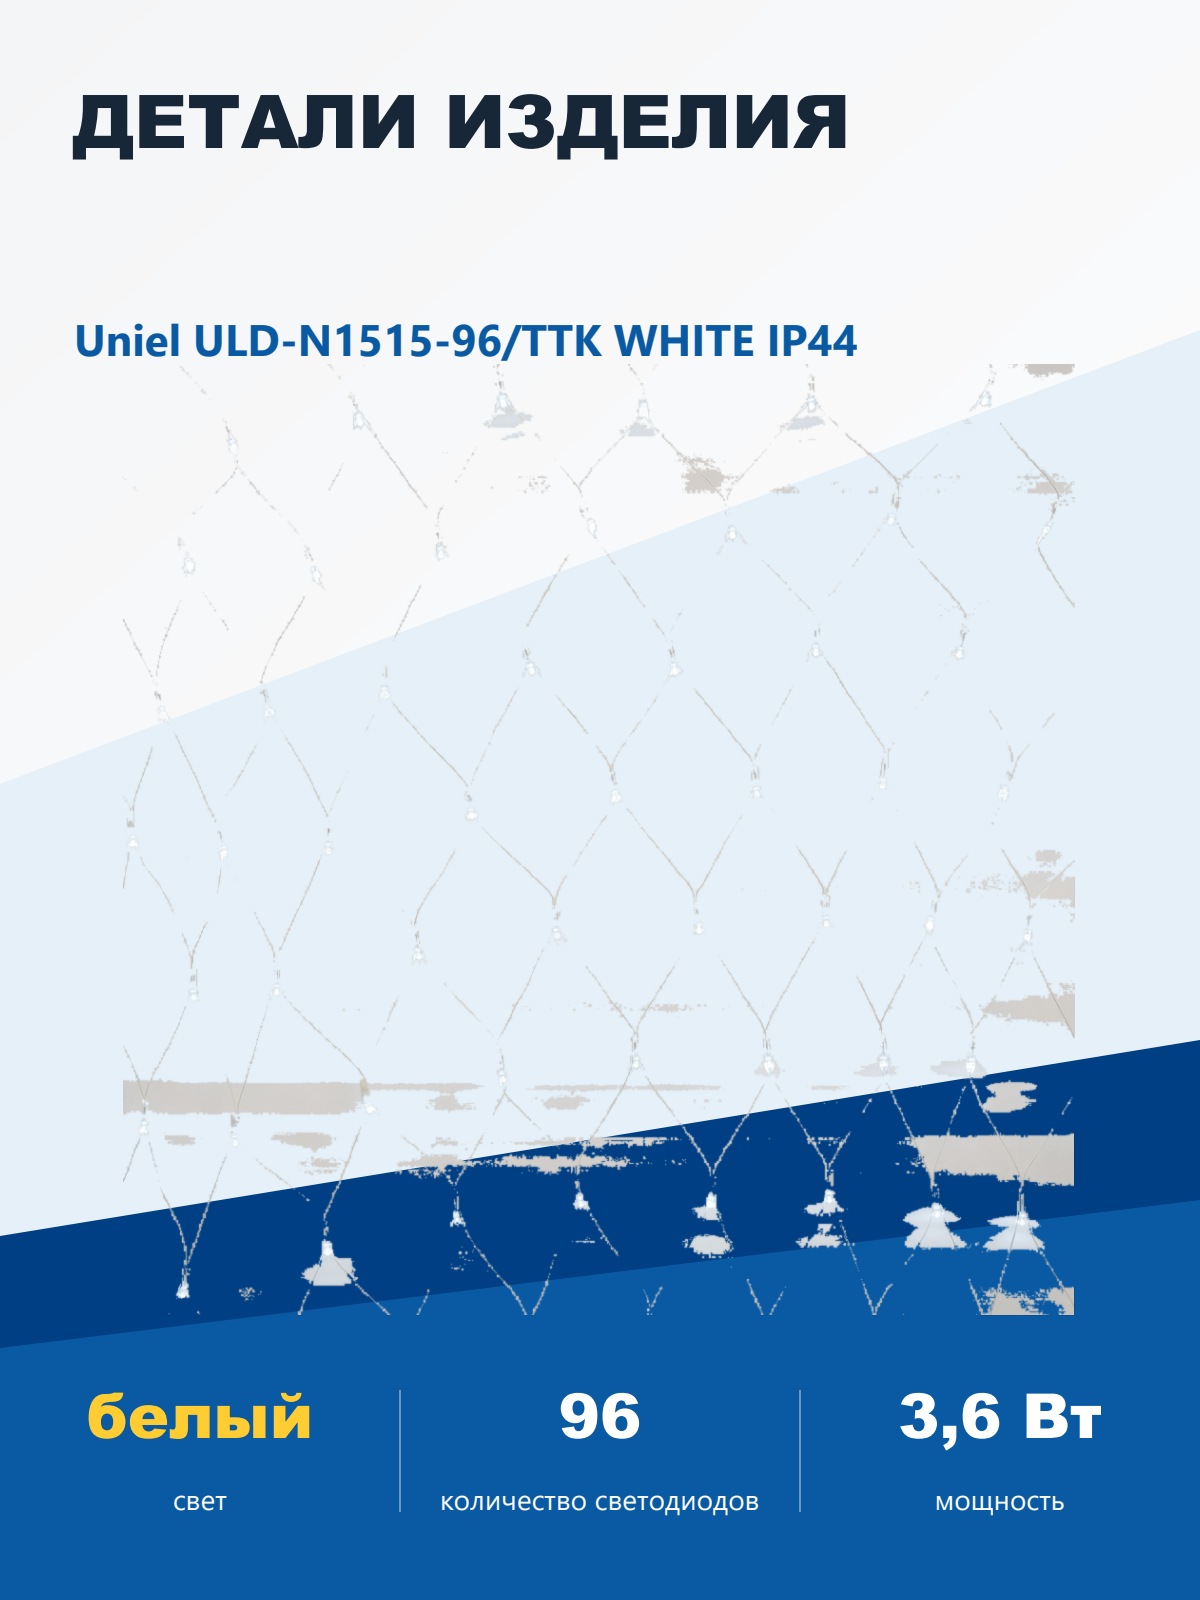 ДЕТАЛИ ИЗДЕЛИЯ
Uniel ULD-N1515-96/TTK WHITE IP44
белый
свет
96
количество светодиодов
3,6 Вт
мощность